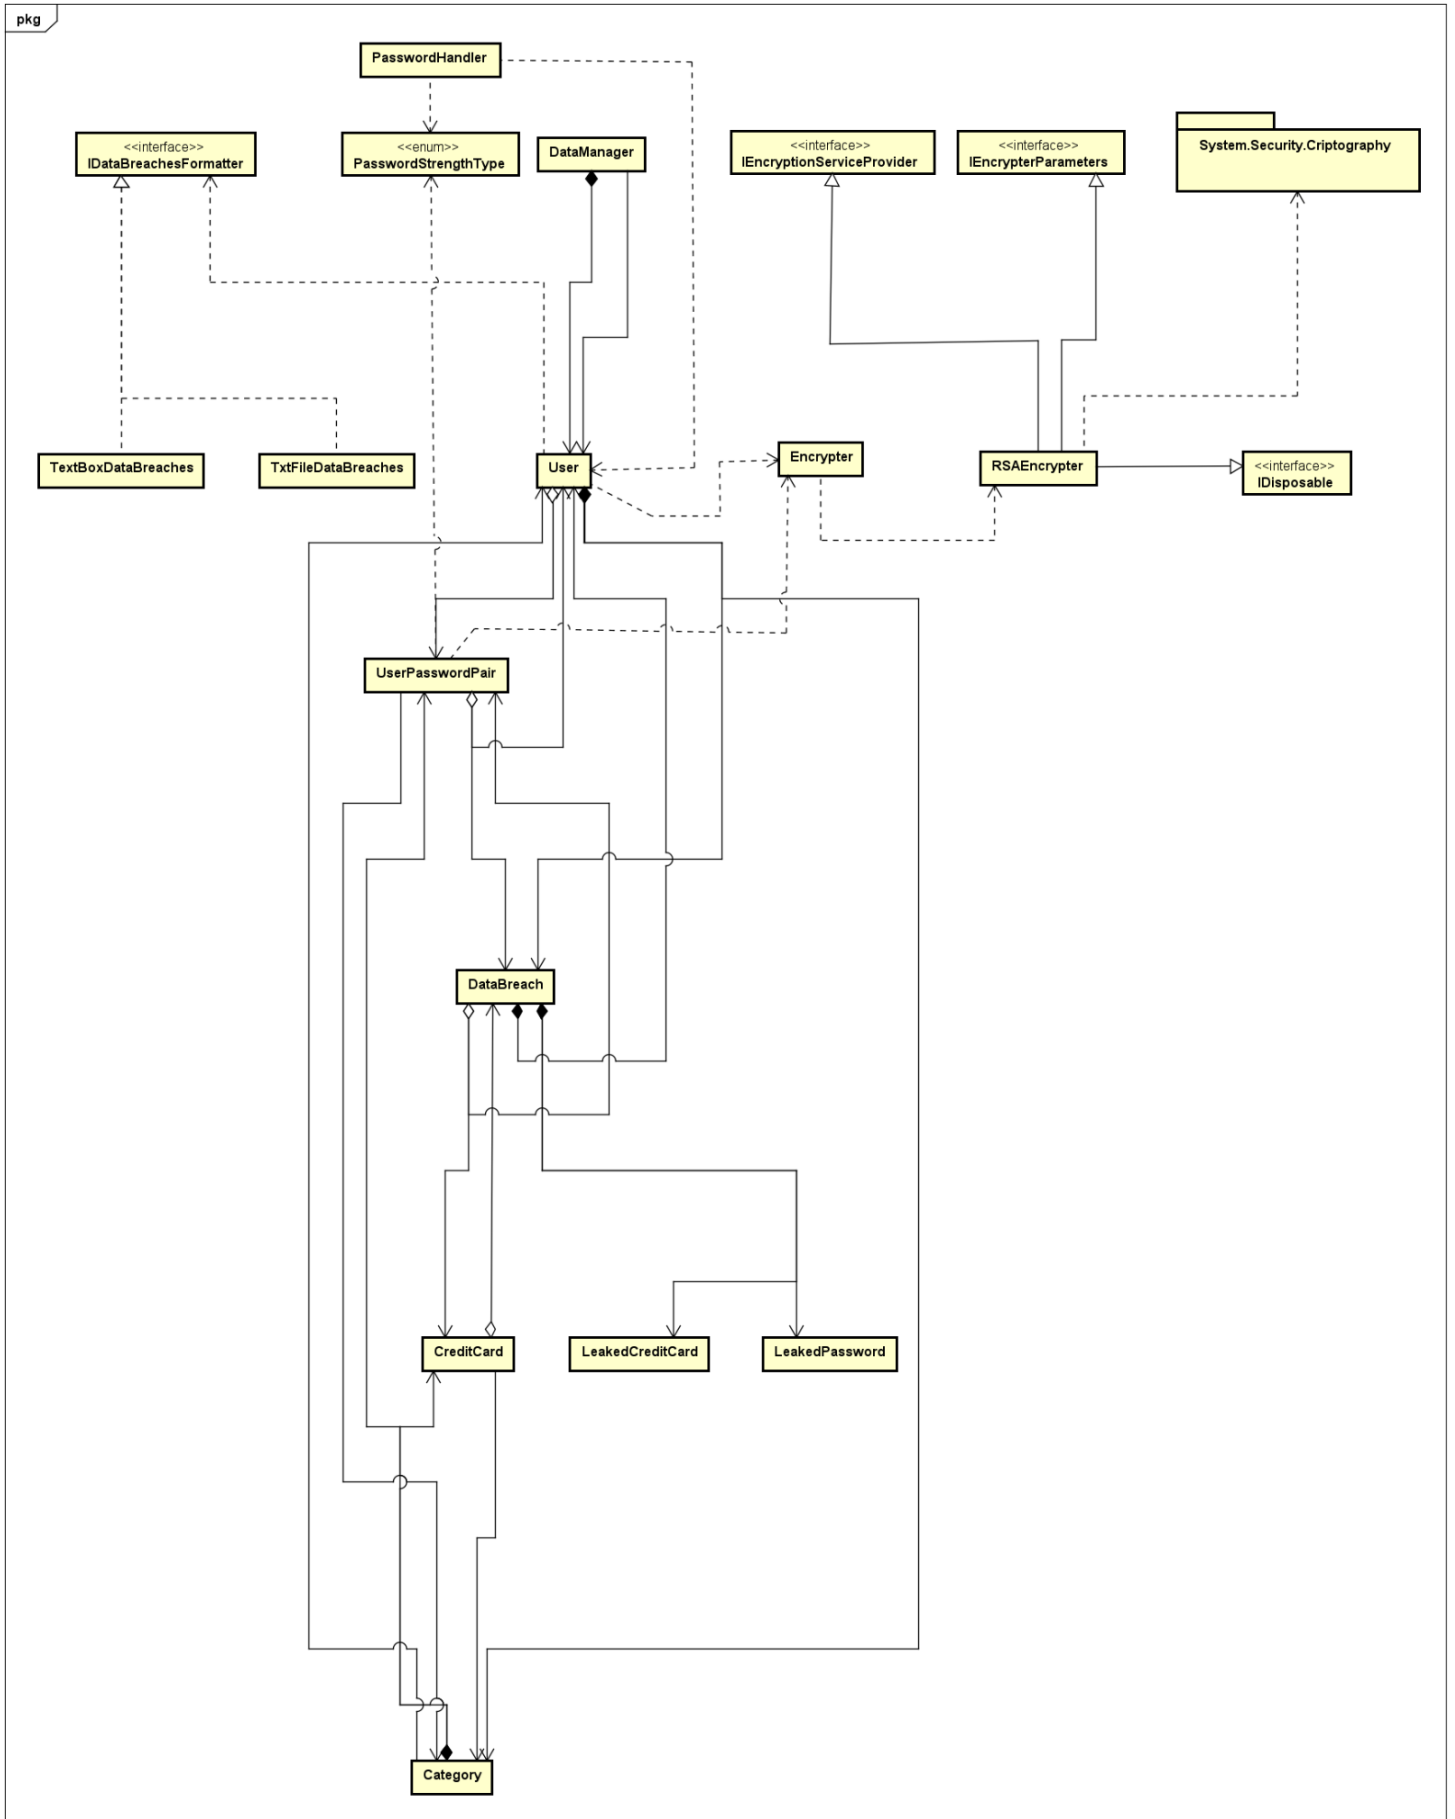 pkg
PasswordHandler
<<interface>>
IDataBreachesFormatter
<<enum>>
PasswordStrengthType
DataManager
<<interface>>
IEncryptionServiceProvider
<<interface>>
IEncrypterParameters
System.Security.Criptography
TextBoxDataBreaches
TxtFileDataBreaches
User
Encrypter
RSAEncrypter
<<interface>>
IDisposable
UserPasswordPair
DataBreach
CreditCard
LeakedCreditCard
LeakedPassword
Category